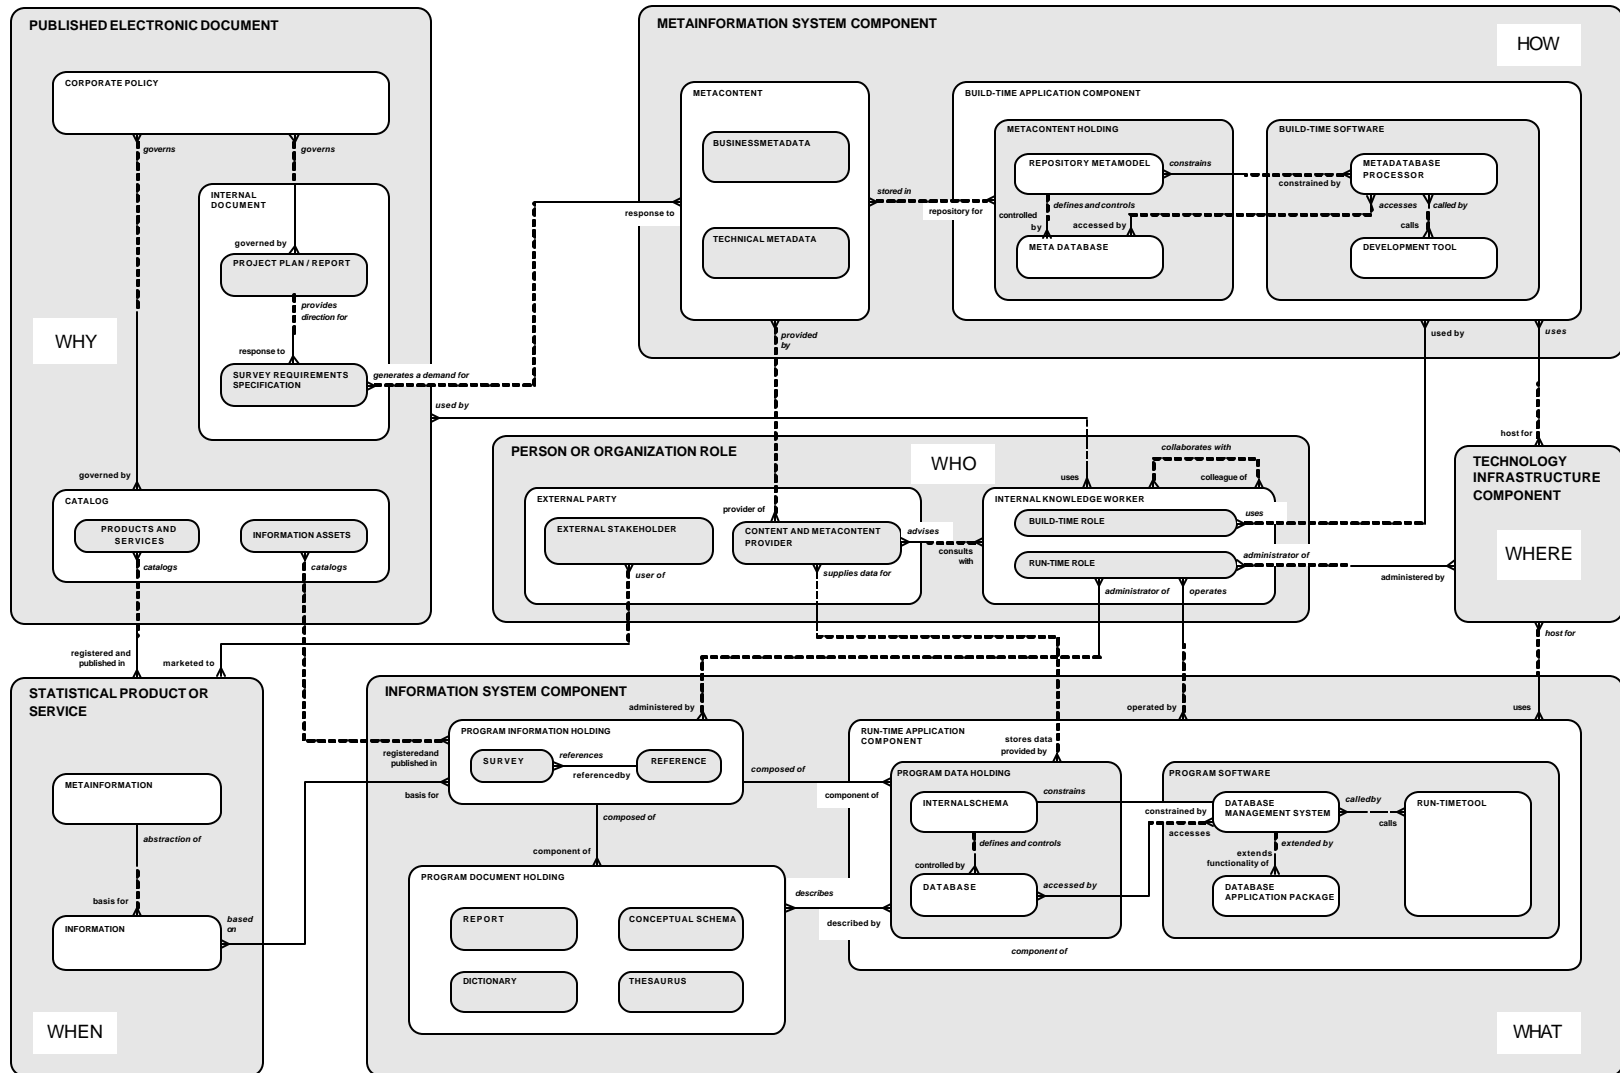 PUBLISHED ELECTRONIC DOCUMENT
CORPORATE POLICY
governs
governs
INTERNAL
DOCUMENT
governed by
PROJECT PLAN / REPORT
provides
direction for
WHY
response to
SURVEY REQUIREMENTS
SPECIFICATION
generates a demand for
used by
governed by
CATALOG
PRODUCTS AND
SERVICES
INFORMATION ASSETS
catalogs
catalogs
METAINFORMATION SYSTEM COMPONENT
HOW
METACONTENT
BUSINESSMETADATA
TECHNICAL METADATA
response to
stored in
repository for
provided
by
BUILD-TIME APPLICATION COMPONENT
METACONTENT HOLDING
REPOSITORY METAMODEL
defines and controls
controlled
by
accessed by
META DATABASE
constrains
constrained by
BUILD-TIME SOFTWARE
METADATABASE
PROCESSOR
accesses
called by
calls
DEVELOPMENT TOOL
used by
uses
host for
PERSON OR ORGANIZATION ROLE
WHO
collaborates with
colleague of
uses
EXTERNAL PARTY
provider of
EXTERNAL STAKEHOLDER
CONTENT AND METACONTENT
PROVIDER
advises
consults
with
user of
supplies data for
INTERNAL KNOWLEDGE WORKER
BUILD-TIME ROLE
uses
RUN-TIME ROLE
administrator of
administrator of
operates
administered by
TECHNOLOGY
INFRASTRUCTURE
COMPONENT
WHERE
host for
uses
registered and
published in
marketed to
STATISTICAL PRODUCT OR
SERVICE
METAINFORMATION
abstraction of
basis for
INFORMATION
based
on
WHEN
INFORMATION SYSTEM COMPONENT
administered by
operated by
PROGRAM INFORMATION HOLDING
SURVEY
references
referencedby
REFERENCE
registeredand
published in
basis for
composed of
component of
composed of
component of
PROGRAM DOCUMENT HOLDING
REPORT
CONCEPTUAL SCHEMA
DICTIONARY
THESAURUS
describes
described by
RUN-TIME APPLICATION
COMPONENT
stores data
provided by
PROGRAM DATA HOLDING
INTERNALSCHEMA
constrains
defines and controls
controlled by
DATABASE
accessed by
component of
PROGRAM SOFTWARE
constrained by
accesses
DATABASE
MANAGEMENT SYSTEM
calledby
calls
RUN-TIMETOOL
extended by
extends
functionality of
DATABASE
APPLICATION PACKAGE
WHAT